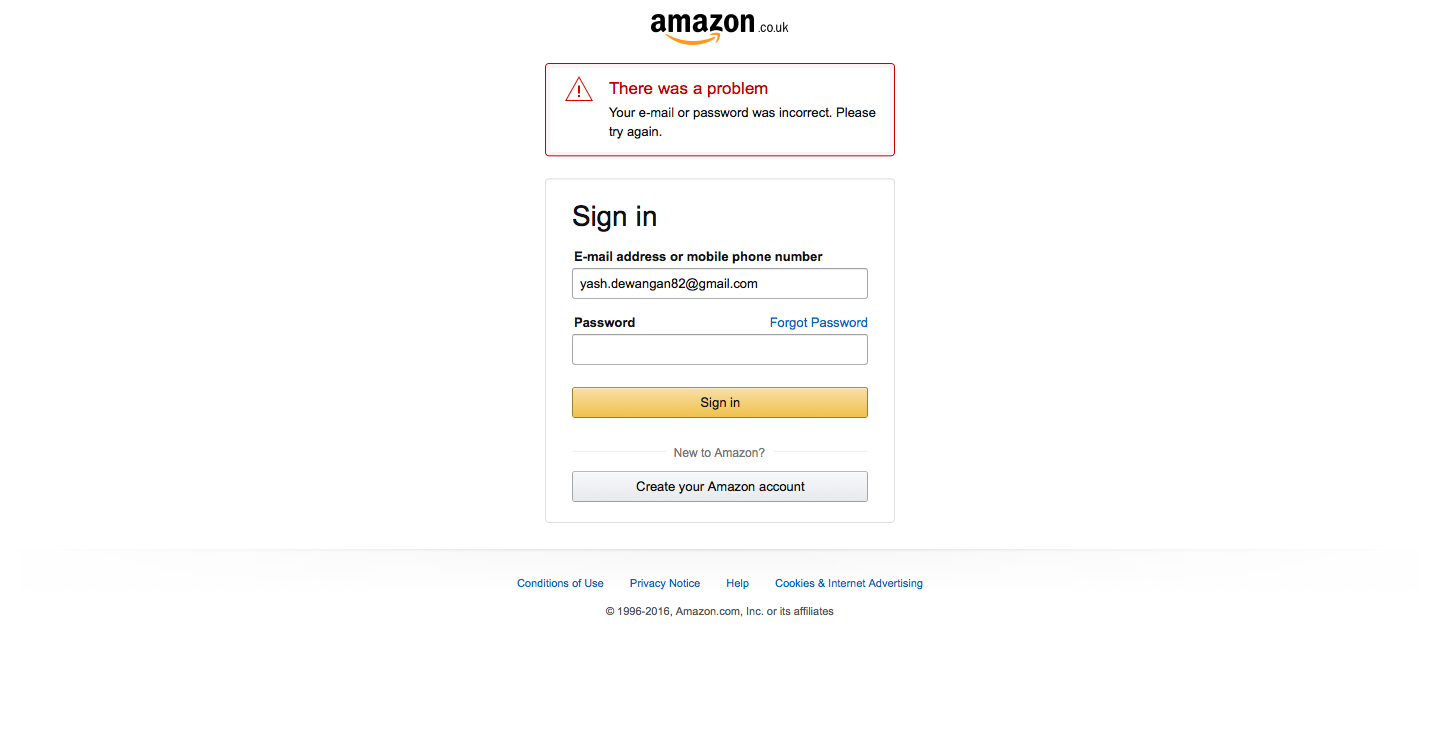 amazon.co.uk
There was a problem
Your e-mail or password was incorrect. Please
try again.
Sign in
E-mail address or mobile phone number
yash.dewangan82@gmail.com
Password Forgot Password
Sign in
New to Amazon?
Create your Amazon account
Conditions of Use Privacy Notice Help Cookies & Internet Advertising
© 1996-2016, Amazon.com, Inc. or its affiliates